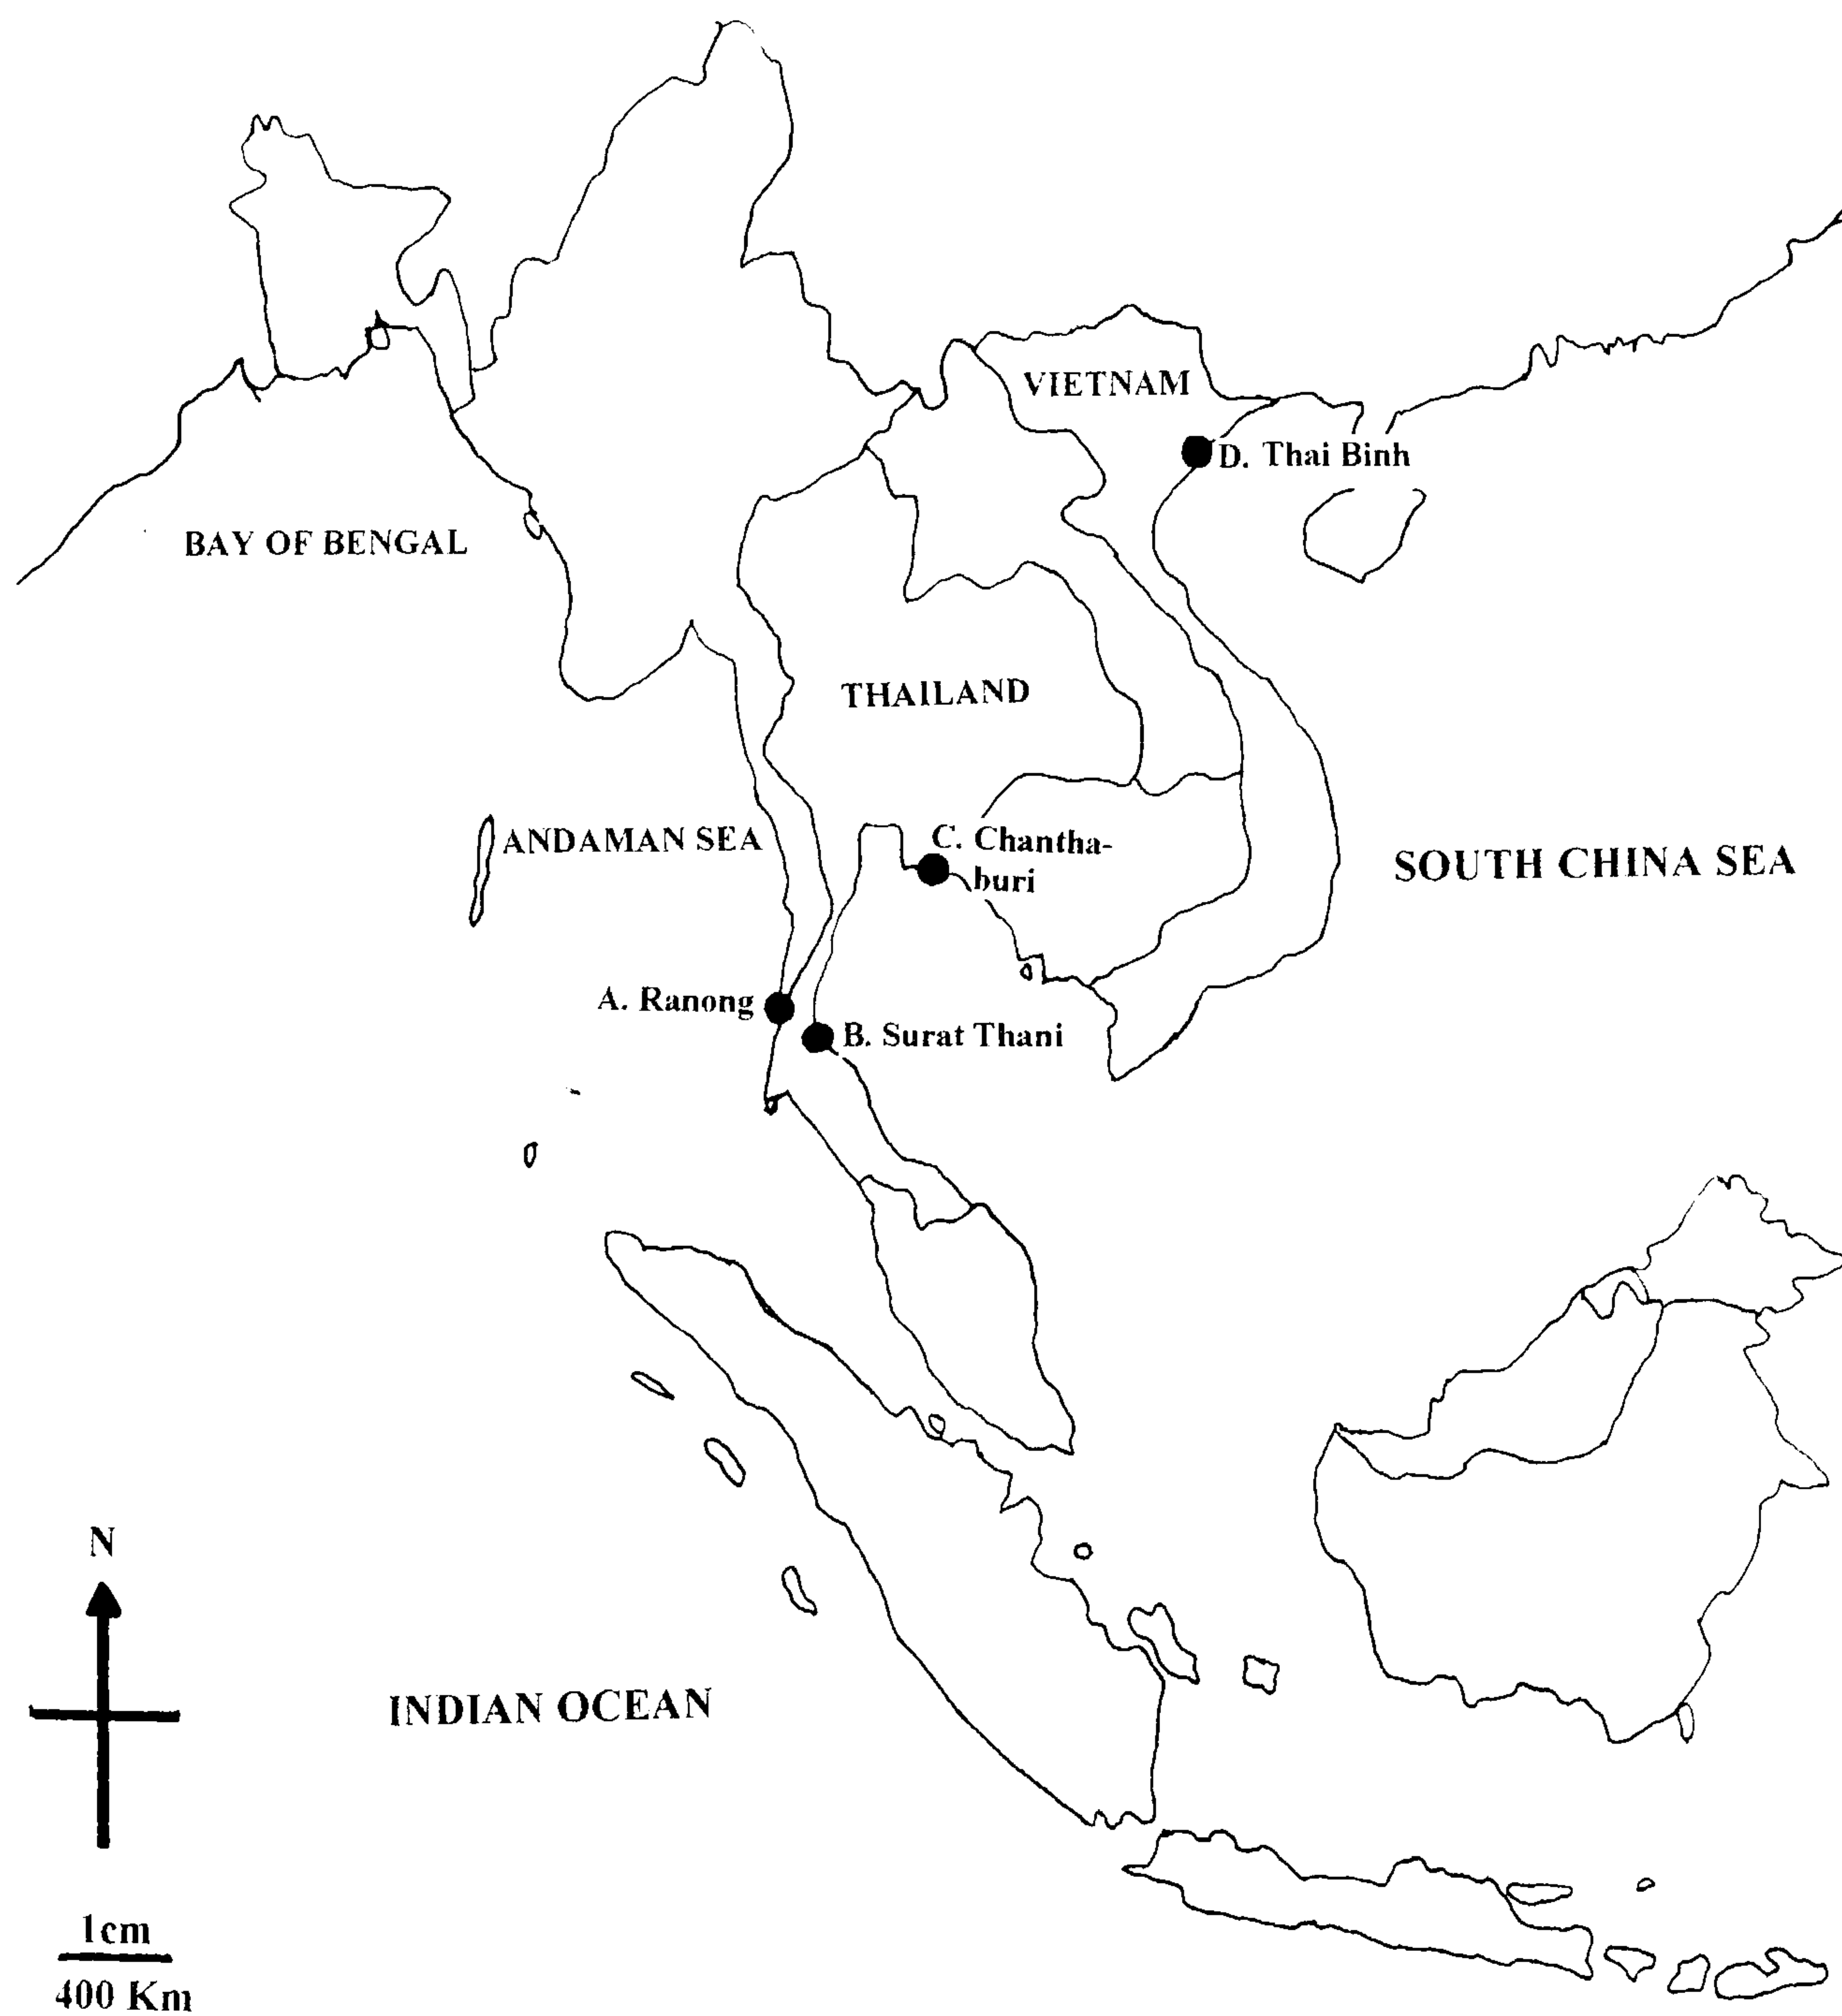 VIETNAM
D. Thai Binh
BAY OF BENGAL
THAILAND
ANDAMAN SEA
C. Chantha-
buri
SOUTH CHINA SEA
A. Ranong
B. Surat Thani
N
INDIAN OCEAN
1cm
400 Km